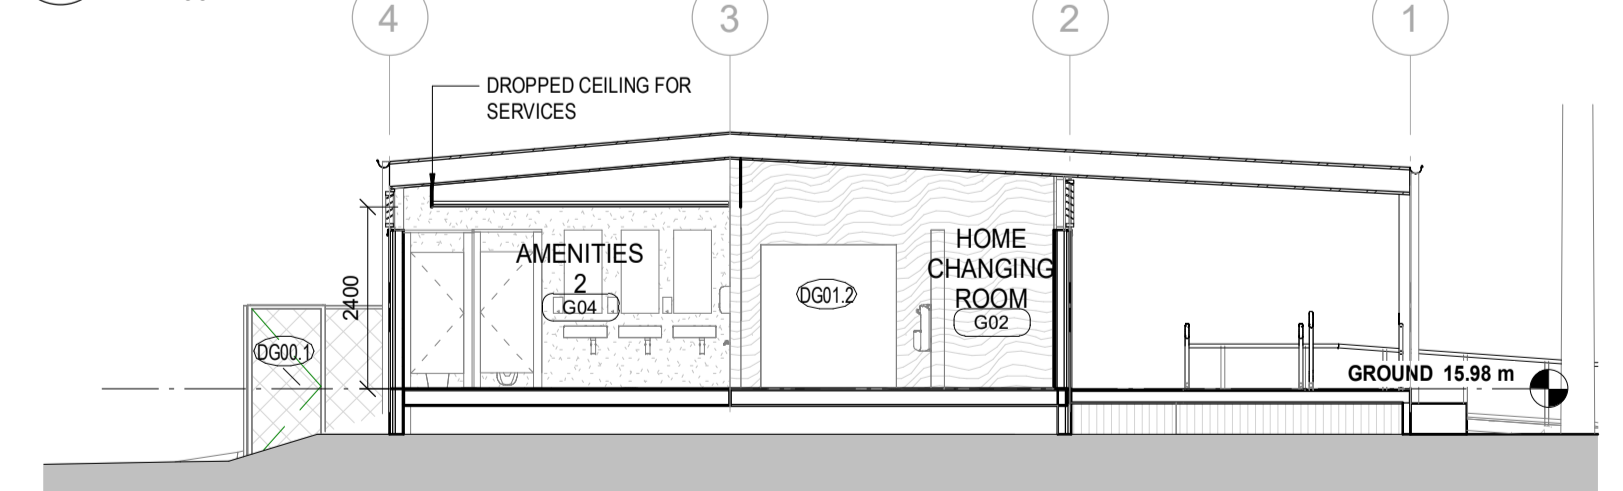 4
3
2
1
DROPPED CEILING FOR
SERVICES
2400
AMENITIES
2
G04
DG01.2
HOME
CHANGING
ROOM
G02
DG00.1
GROUND 15.98 m